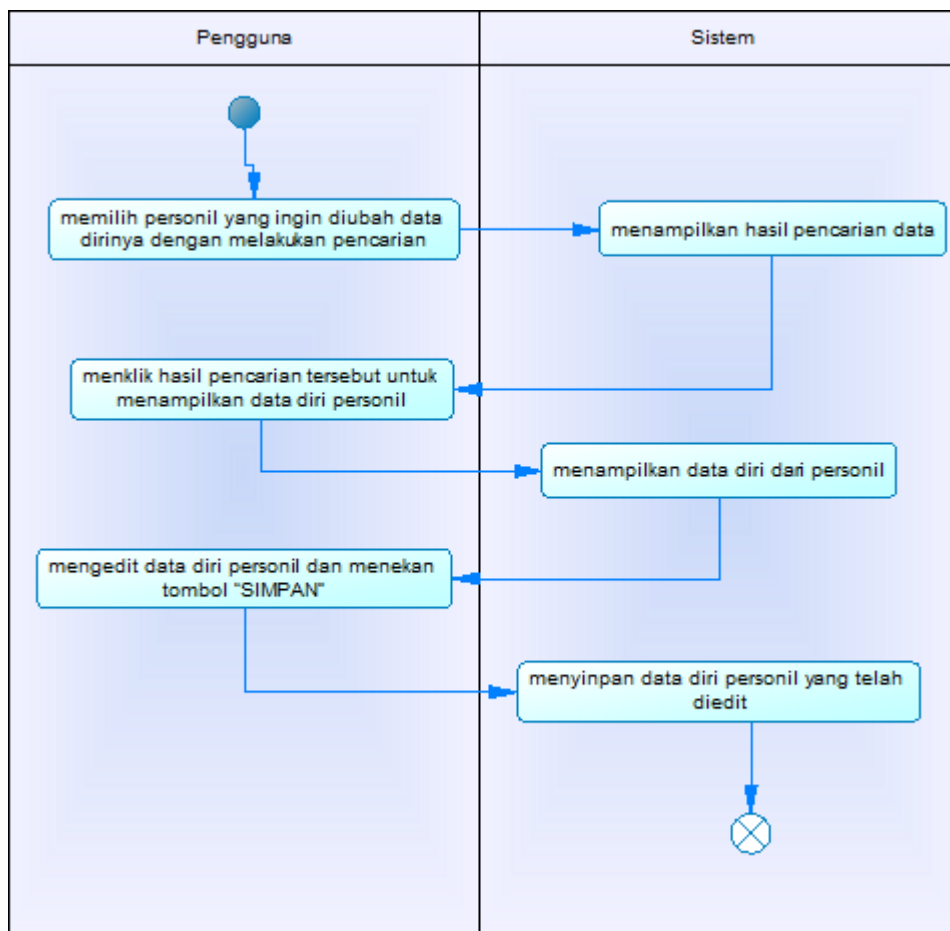 Pengguna
Sistem
memilih personil yang ingin diubah data
dirinya dengan melakukan pencarian
menampilkan hasil pencarian data
menklik hasil pencarian tersebut untuk
menampilkan data diri personil
menampilkan data diri dari personil
mengedit data diri personil dan menekan
tombol "SIMPAN"
menyinpan data diri personil yang telah
diedit